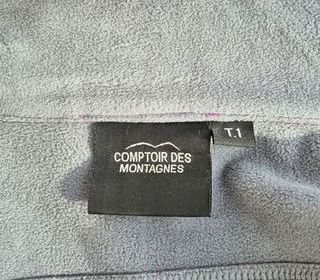 COMPTOIR DES
MONTAGNES
T.1